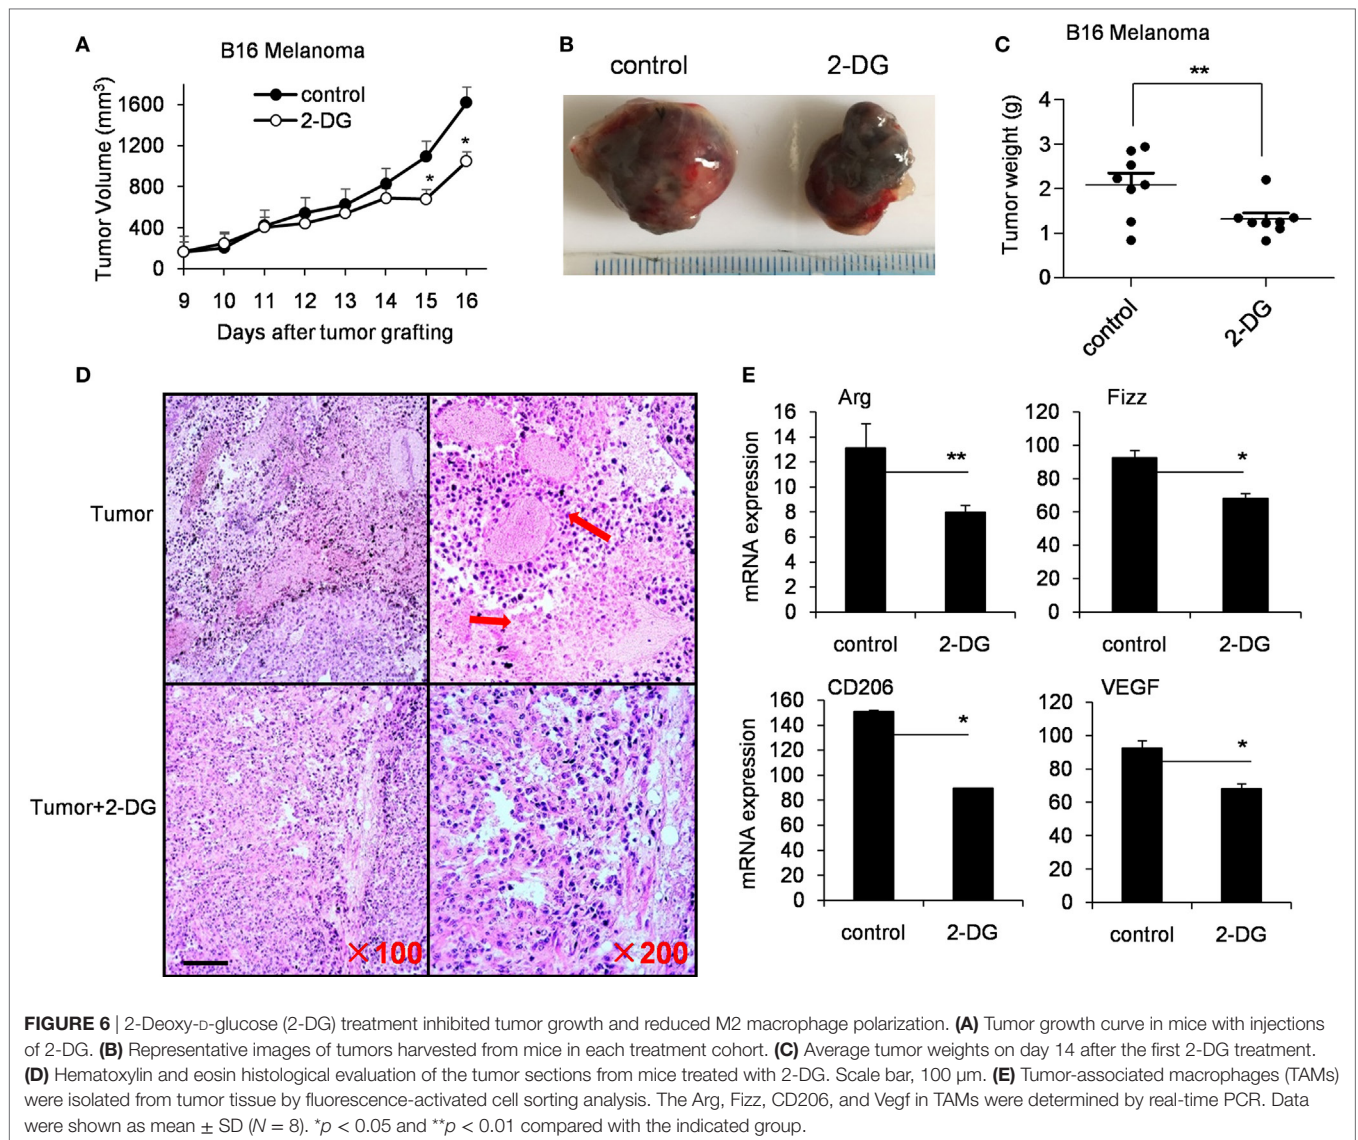 A
B16 Melanoma
control
2-DG
Tumor Volume (mm³)
1600
1200
800
400
0
*
*
9 10 11 12 13 14 15 16
Days after tumor grafting
B
control 2-DG
C
B16 Melanoma
**
Tumor weight (g)
4
3
2
1
0
control 2-DG
D
Tumor
Tumor+2-DG
×100 ×200
E
Arg
mRNA expression
16
14
12
10
8
6
4
2
0
**
control 2-DG
Fizz
120
100
80
60
40
20
0
*
control 2-DG
CD206
mRNA expression
160
140
120
100
80
60
40
20
0
*
control 2-DG
VEGF
120
100
80
60
40
20
0
*
control 2-DG
FIGURE 6 | 2-Deoxy-D-glucose (2-DG) treatment inhibited tumor growth and reduced M2 macrophage polarization. (A) Tumor growth curve in mice with injections
of 2-DG. (B) Representative images of tumors harvested from mice in each treatment cohort. (C) Average tumor weights on day 14 after the first 2-DG treatment.
(D) Hematoxylin and eosin histological evaluation of the tumor sections from mice treated with 2-DG. Scale bar, 100 µm. (E) Tumor-associated macrophages (TAMs)
were isolated from tumor tissue by fluorescence-activated cell sorting analysis. The Arg, Fizz, CD206, and Vegf in TAMs were determined by real-time PCR. Data
were shown as mean ± SD (N = 8). *p < 0.05 and **p < 0.01 compared with the indicated group.